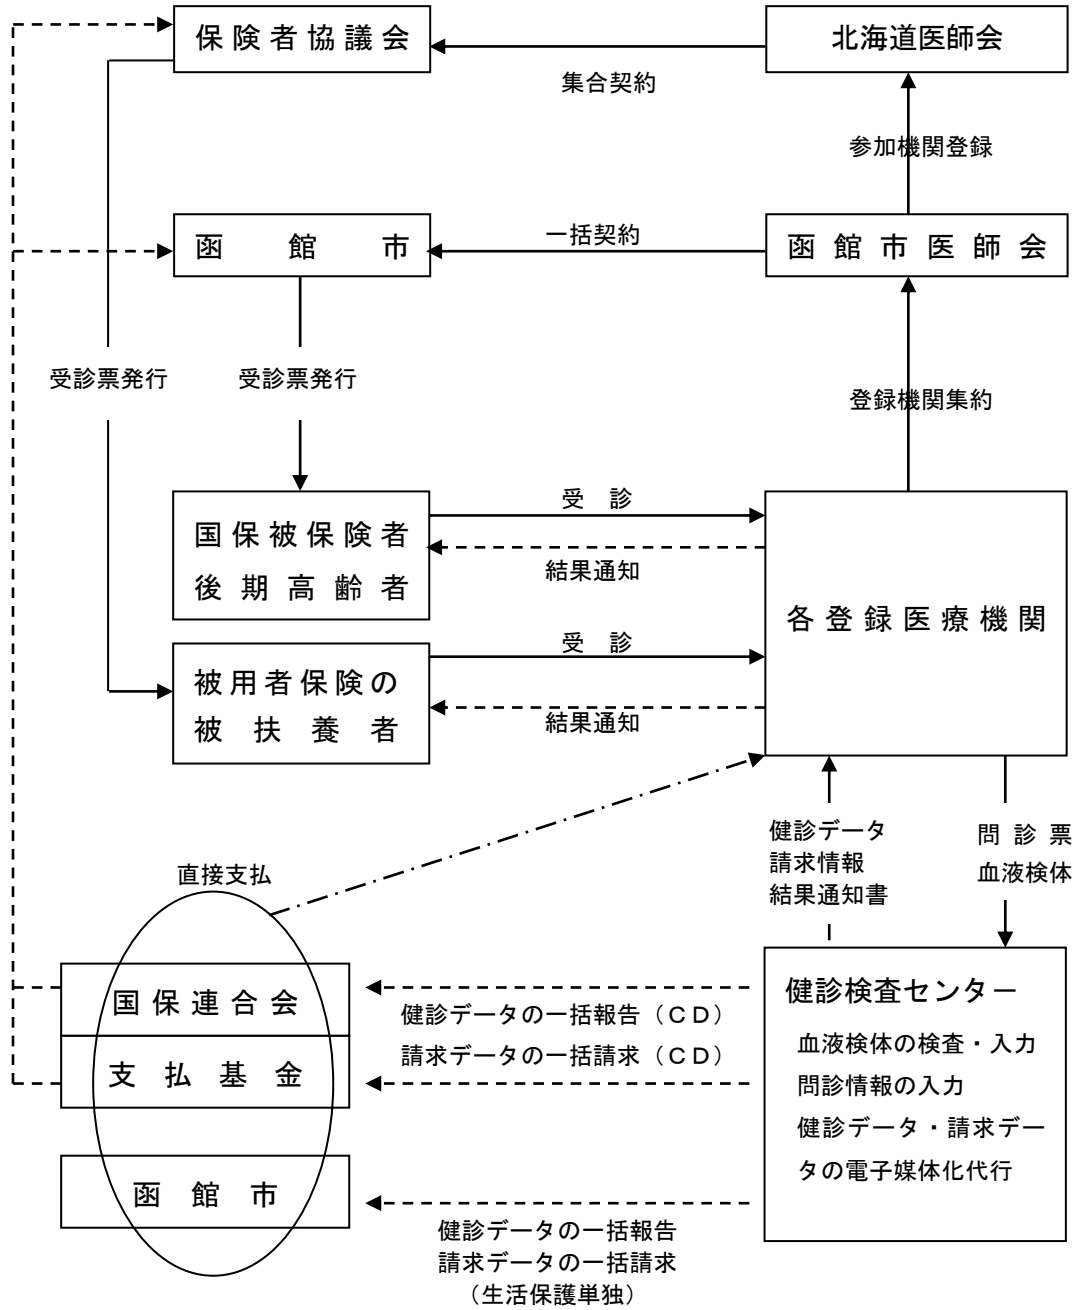 保険者協議会
北海道医師会
集合契約
参加機関登録
函館市
一括契約
函館市医師会
受診票発行
受診票発行
登録機関集約
国保被保険者
後期高齢者
受診
結果通知
各登録医療機関
被用者保険の
被扶養者
受診
結果通知
健診データ
請求情報
結果通知書
問診票
血液検体
直接支払
国保連合会
支払基金
函館市
健診データの一括報告（ＣＤ）
請求データの一括請求（ＣＤ）
健診検査センター
血液検体の検査・入力
問診情報の入力
健診データ・請求デー
タの電子媒体化代行
健診データの一括報告
請求データの一括請求
（生活保護単独）